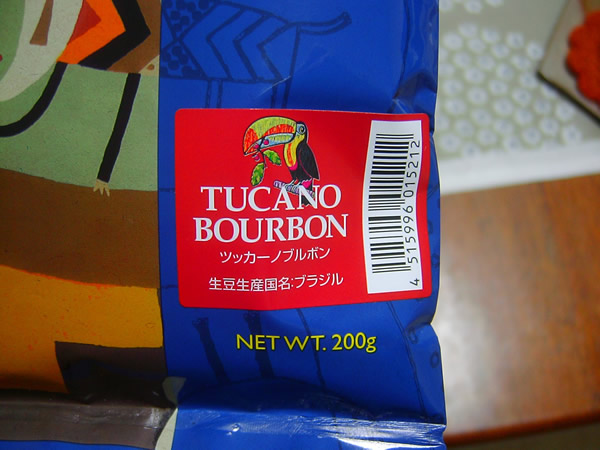 TUCANO
BOURBON
ツッカーノブルボン
生豆生産国名:ブラジル
4 515996 015212
NET WT. 200g